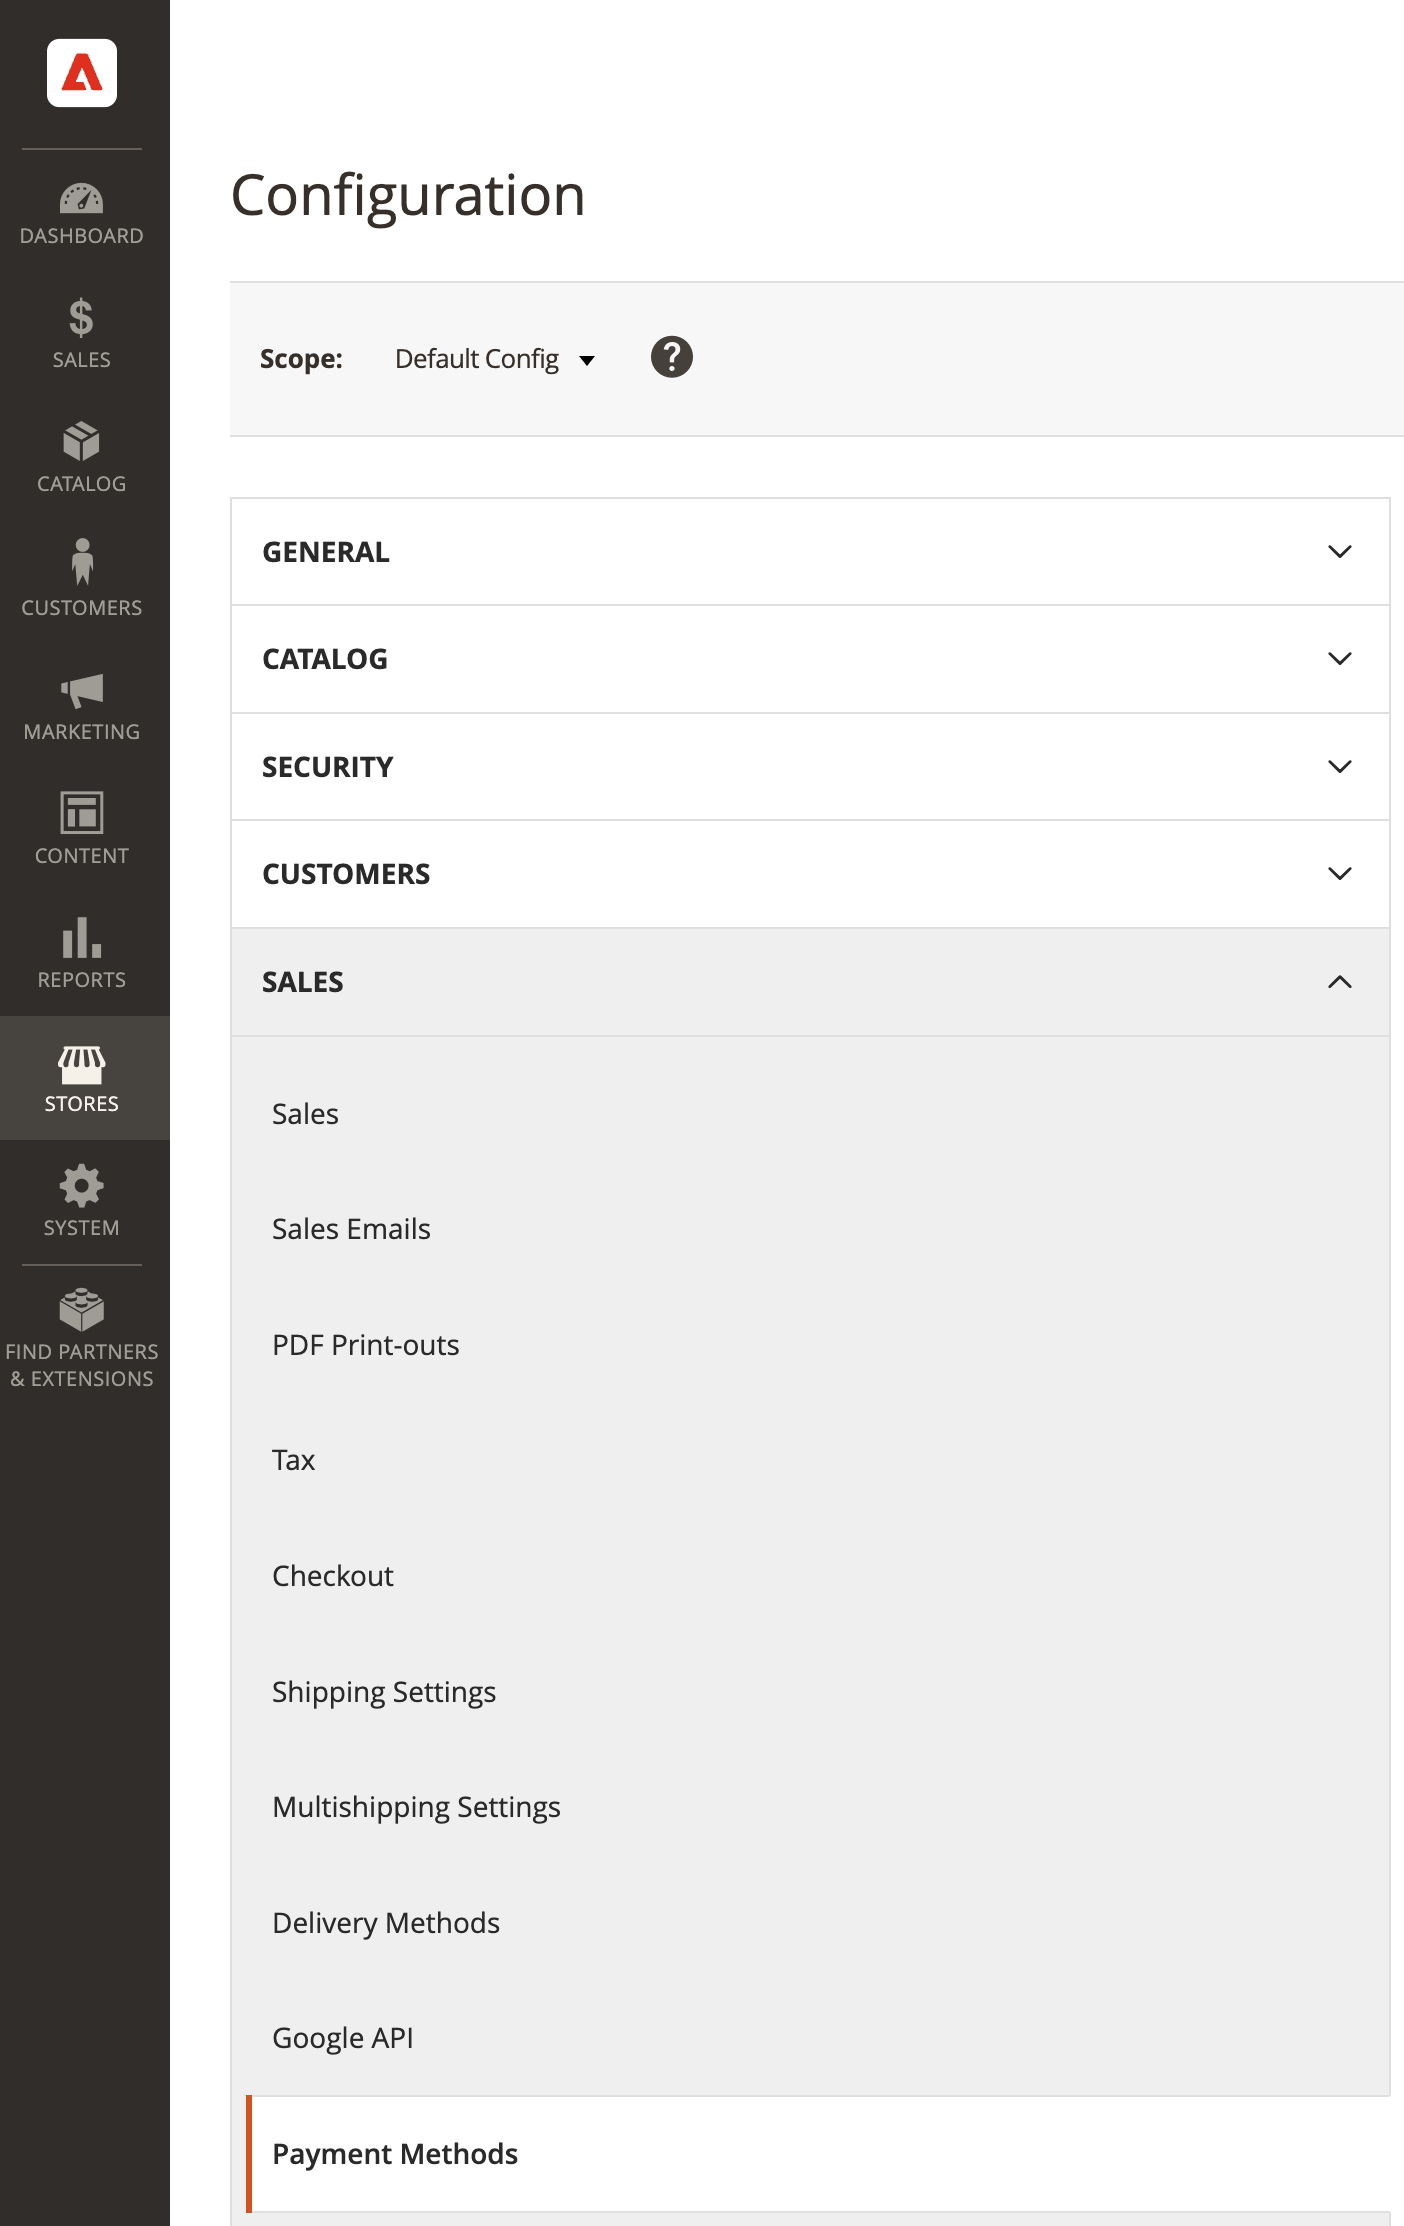 DASHBOARD
SALES
CATALOG
CUSTOMERS
MARKETING
CONTENT
REPORTS
STORES
SYSTEM
FIND PARTNERS
& EXTENSIONS
Configuration
Scope: Default Config ?
GENERAL
CATALOG
SECURITY
CUSTOMERS
SALES
Sales
Sales Emails
PDF Print-outs
Tax
Checkout
Shipping Settings
Multishipping Settings
Delivery Methods
Google API
Payment Methods